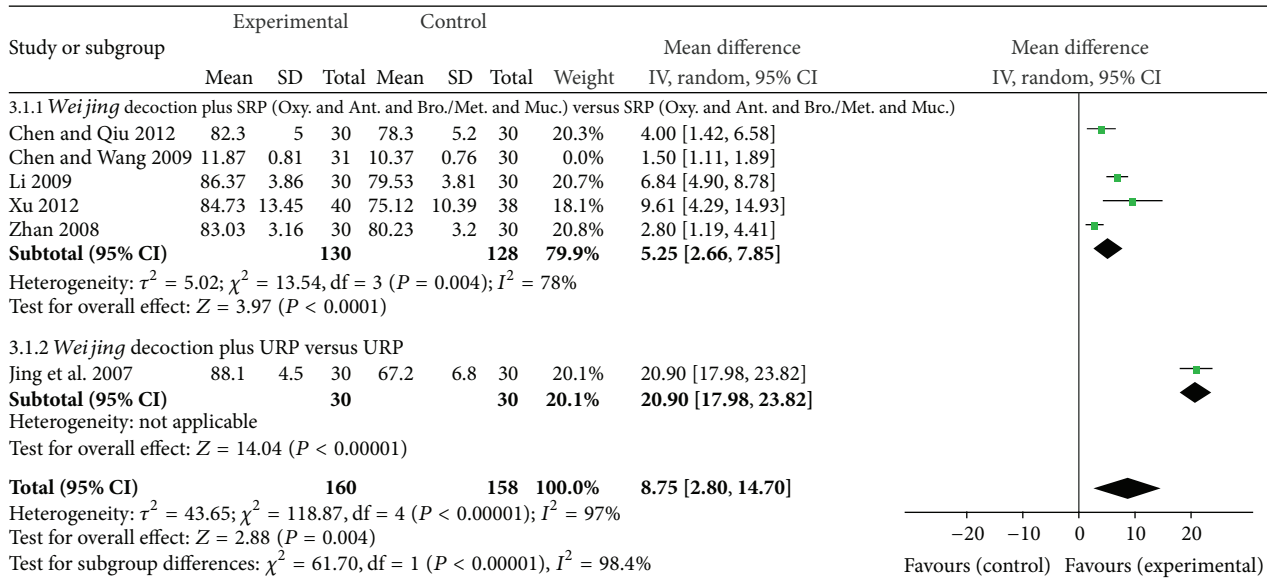 Experimental Control
Study or subgroup Mean difference Mean difference
Mean SD Total Mean SD Total Weight IV, random, 95% CI IV, random, 95% CI
3.1.1 Weijing decoction plus SRP (Oxy. and Ant. and Bro./Met. and Muc.) versus SRP (Oxy. and Ant. and Bro./Met. and Muc.)
Chen and Qiu 2012 82.3 5 30 78.3 5.2 30 20.3% 4.00 [1.42, 6.58]
Chen and Wang 2009 11.87 0.81 31 10.37 0.76 30 0.0% 1.50 [1.11, 1.89]
Li 2009 86.37 3.86 30 79.53 3.81 30 20.7% 6.84 [4.90, 8.78]
Xu 2012 84.73 13.45 40 75.12 10.39 38 18.1% 9.61 [4.29, 14.93]
Zhan 2008 83.03 3.16 30 80.23 3.2 30 20.8% 2.80 [1.19, 4.41]
Subtotal (95% CI) 130 128 79.9% 5.25 [2.66, 7.85]
Heterogeneity: τ² = 5.02; χ² = 13.54, df = 3 (P = 0.004); I² = 78%
Test for overall effect: Z = 3.97 (P < 0.0001)
3.1.2 Weijing decoction plus URP versus URP
Jing et al. 2007 88.1 4.5 30 67.2 6.8 30 20.1% 20.90 [17.98, 23.82]
Subtotal (95% CI) 30 30 20.1% 20.90 [17.98, 23.82]
Heterogeneity: not applicable
Test for overall effect: Z = 14.04 (P < 0.00001)
Total (95% CI) 160 158 100.0% 8.75 [2.80, 14.70]
Heterogeneity: τ² = 43.65; χ² = 118.87, df = 4 (P < 0.00001); I² = 97%
Test for overall effect: Z = 2.88 (P = 0.004)
Test for subgroup differences: χ² = 61.70, df = 1 (P < 0.00001), I² = 98.4%
−20 −10 0 10 20
Favours (control) Favours (experimental)